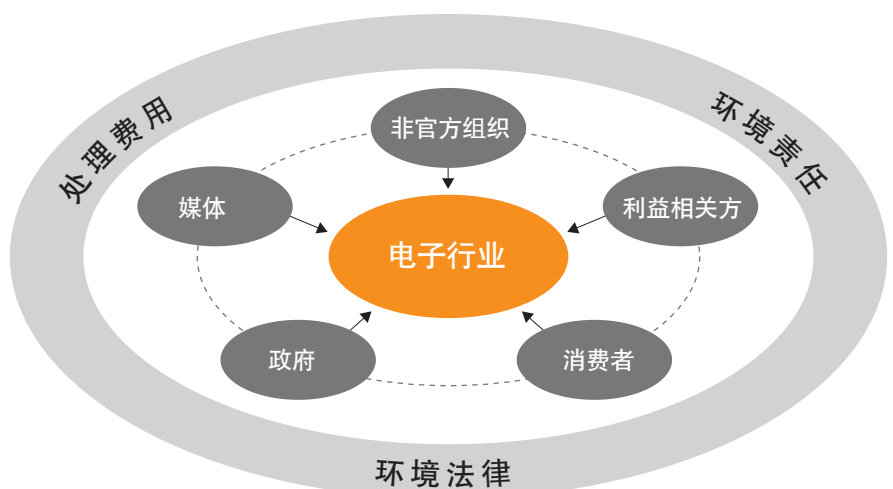 处理费用
环境责任
非官方组织
媒体
利益相关方
电子行业
政府
消费者
环境法律